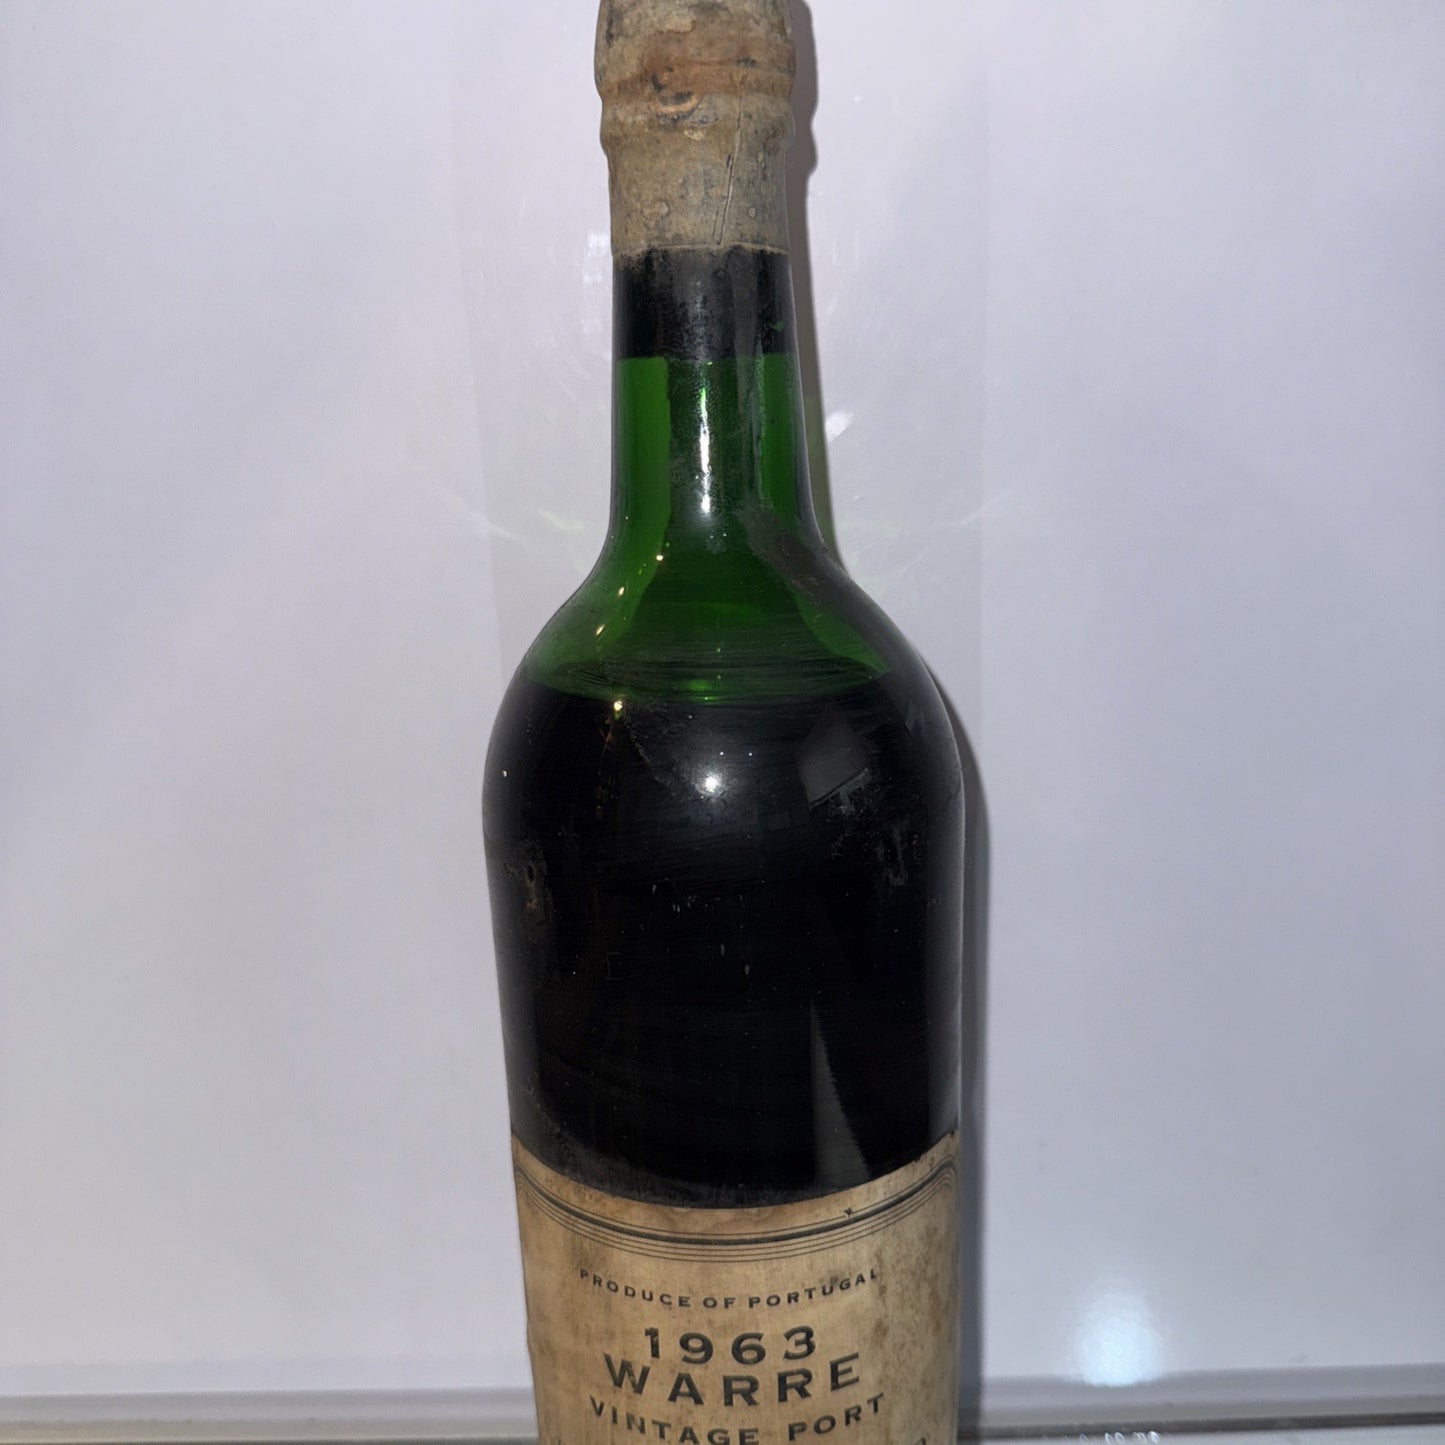 PRODUCE OF PORTUGAL
1963
WARRE
VINTAGE PORT